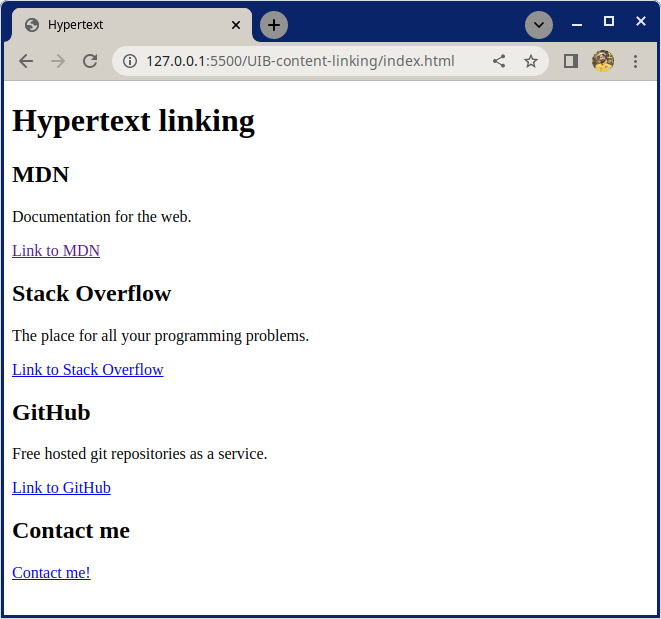 Hypertext
127.0.0.1:5500/UIB-content-linking/index.html
Hypertext linking
MDN
Documentation for the web.
Link to MDN
Stack Overflow
The place for all your programming problems.
Link to Stack Overflow
GitHub
Free hosted git repositories as a service.
Link to GitHub
Contact me
Contact me!